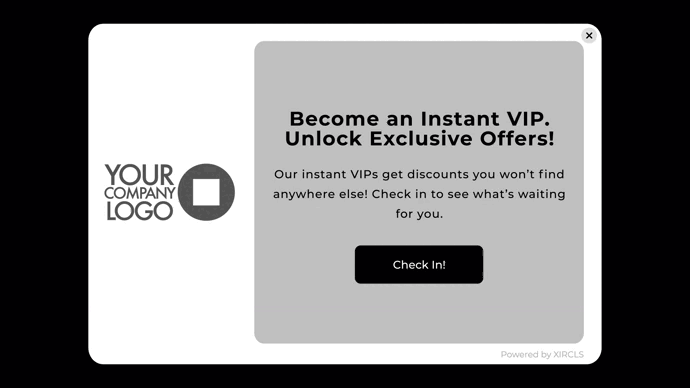 Become an Instant VIP.
Unlock Exclusive Offers!
Our instant VIPs get discounts you won't find
anywhere else! Check in to see what's waiting
for you.
Check In!
YOUR
COMPANY
LOGO
Powered by XIRCLS